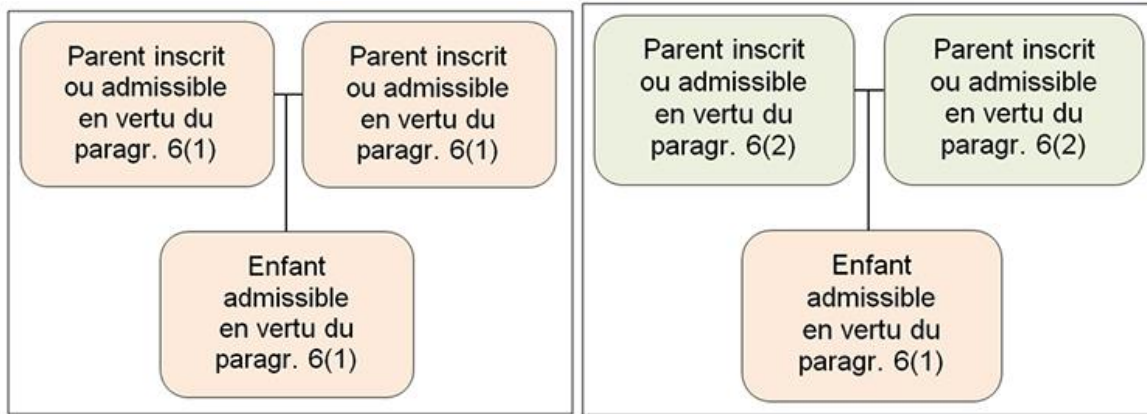 Parent inscrit
ou admissible
en vertu du
paragr. 6(1)
Parent inscrit
ou admissible
en vertu du
paragr. 6(1)
Enfant
admissible
en vertu du
paragr. 6(1)
Parent inscrit
ou admissible
en vertu du
paragr. 6(2)
Parent inscrit
ou admissible
en vertu du
paragr. 6(2)
Enfant
admissible
en vertu du
paragr. 6(1)